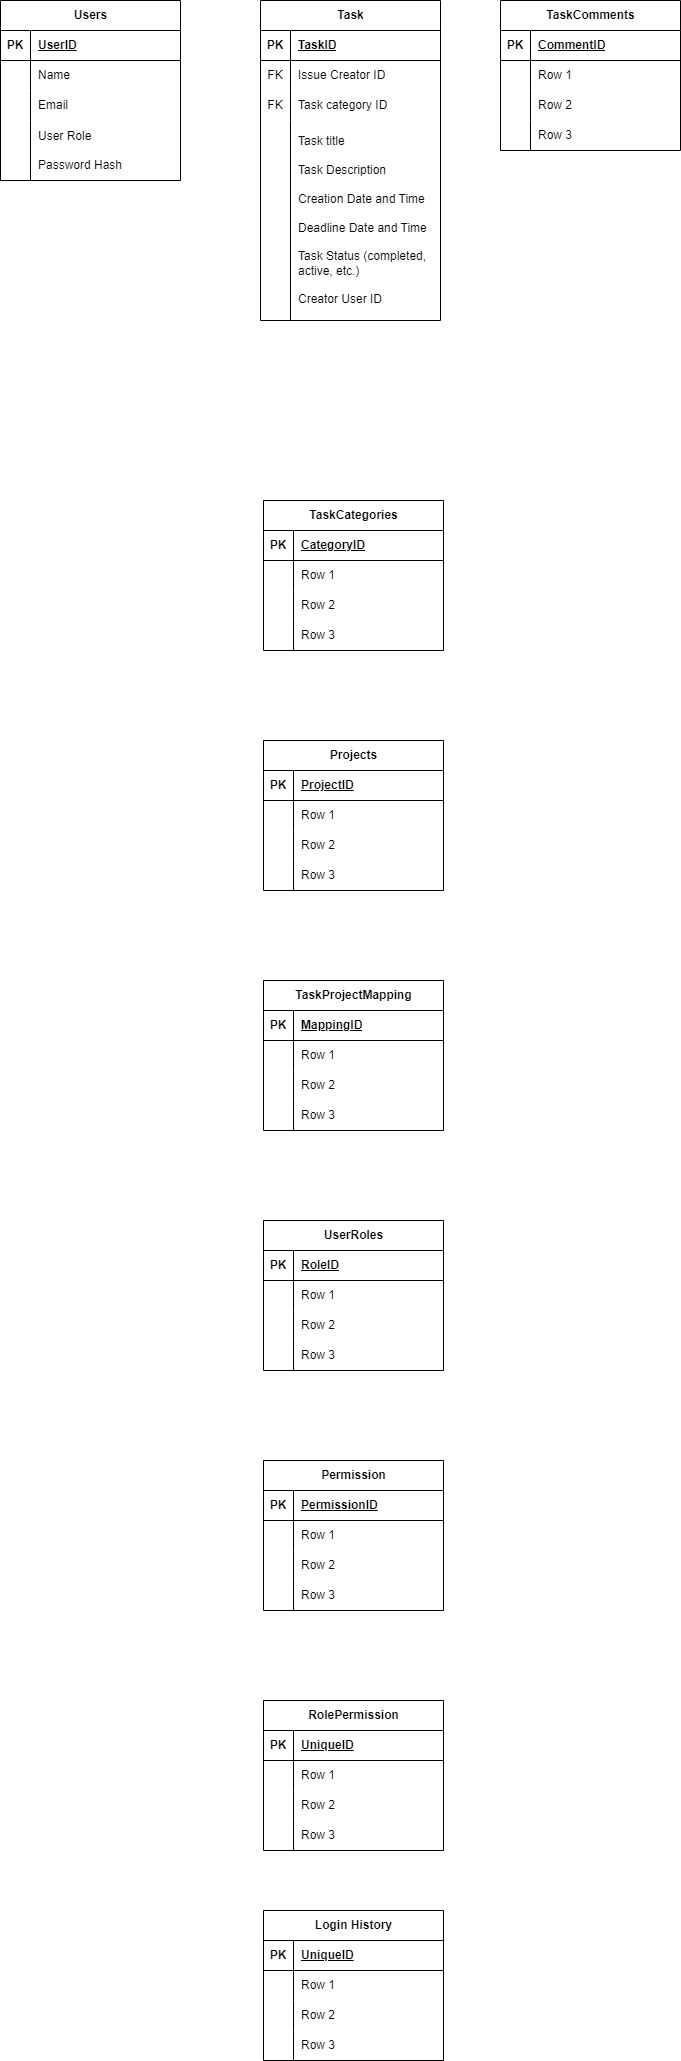 Users
PK UserID
Name
Email
User Role
Password Hash
Task
PK TaskID
FK Issue Creator ID
FK Task category ID
Task title
Task Description
Creation Date and Time
Deadline Date and Time
Task Status (completed,
active, etc.)
Creator User ID
TaskComments
PK CommentID
Row 1
Row 2
Row 3
TaskCategories
PK CategoryID
Row 1
Row 2
Row 3
Projects
PK ProjectID
Row 1
Row 2
Row 3
TaskProjectMapping
PK MappingID
Row 1
Row 2
Row 3
UserRoles
PK RoleID
Row 1
Row 2
Row 3
Permission
PK PermissionID
Row 1
Row 2
Row 3
RolePermission
PK UniqueID
Row 1
Row 2
Row 3
Login History
PK UniqueID
Row 1
Row 2
Row 3